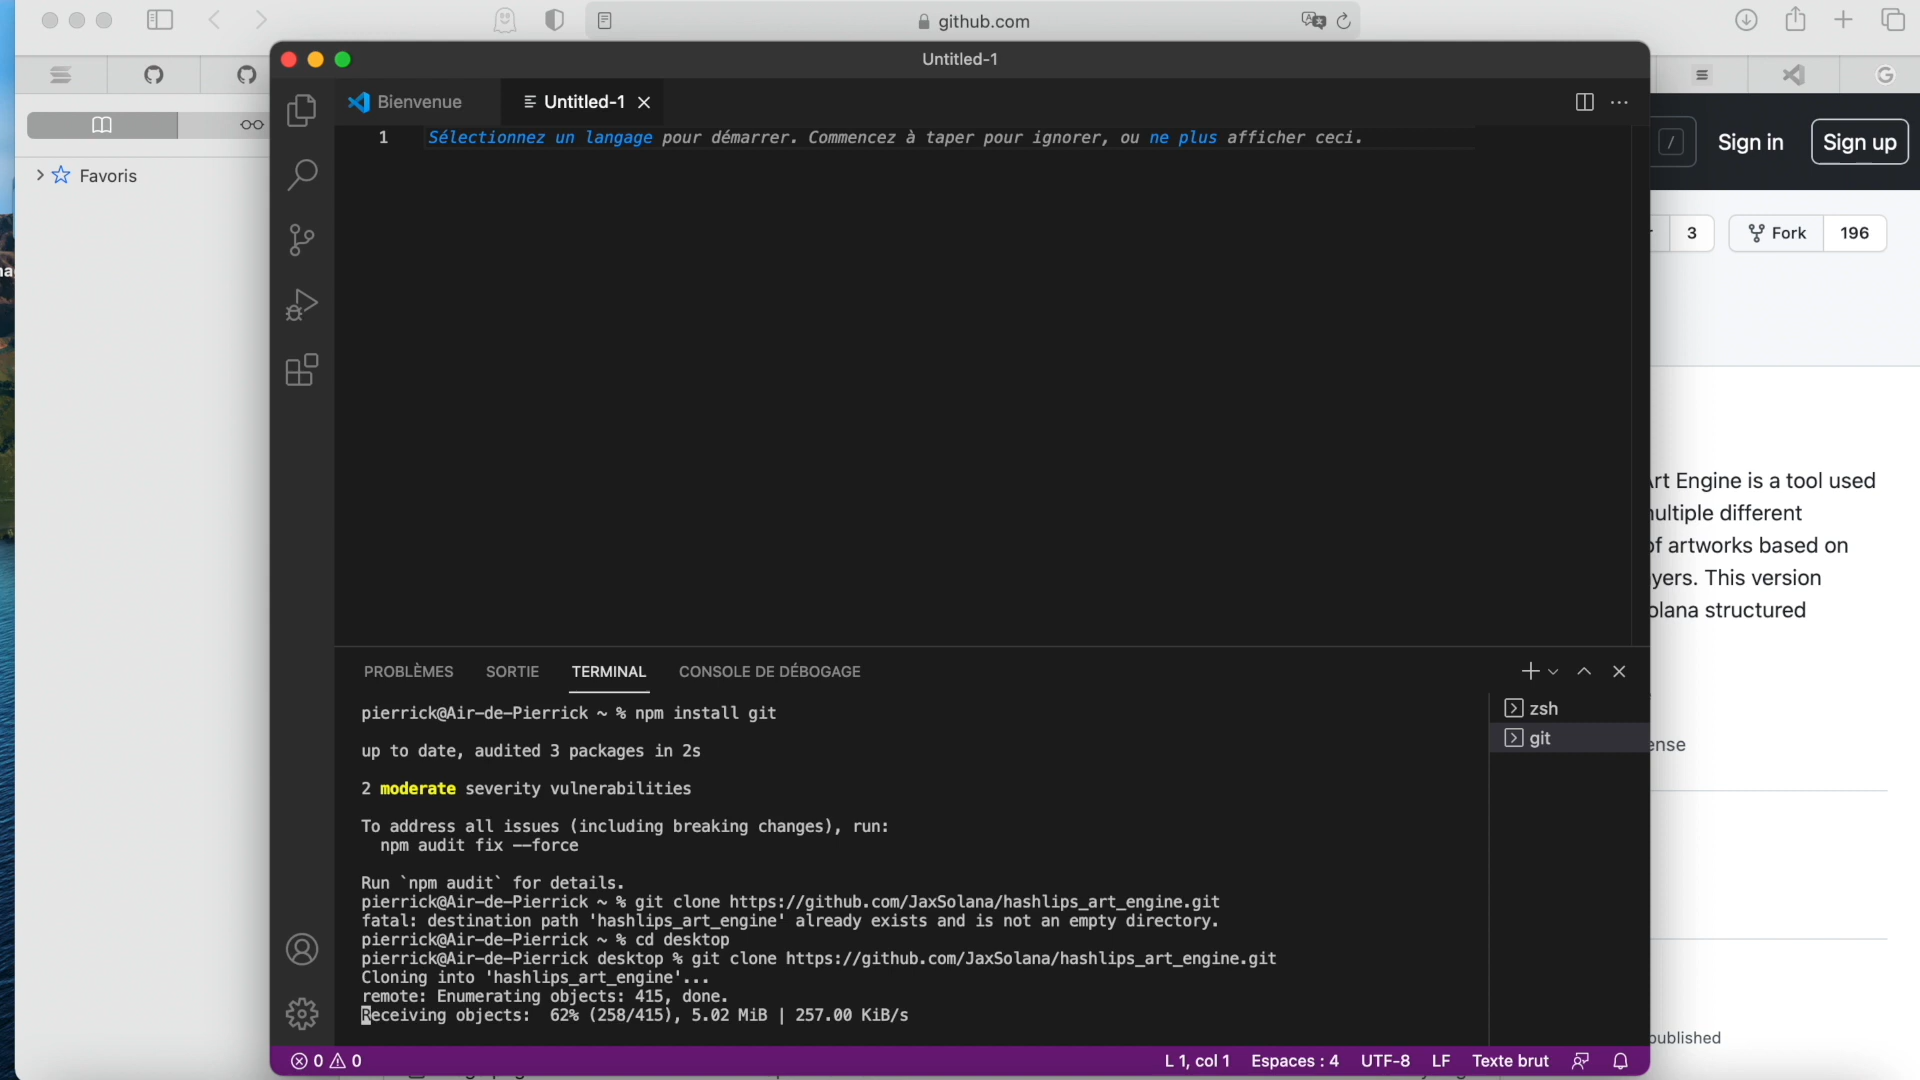 github.com
Untitled-1
Bienvenue
Untitled-1
1 Sélectionnez un langage pour démarrer. Commencez à taper pour ignorer, ou ne plus afficher ceci.
Favoris
/
Sign in
Sign up
3
Fork
196
Art Engine is a tool used
multiple different
of artworks based on
yers. This version
olana structured
ense
ublished
PROBLÈMES
SORTIE
TERMINAL
CONSOLE DE DÉBOGAGE
zsh
git
pierrick@Air-de-Pierrick ~ % npm install git
up to date, audited 3 packages in 2s
2 moderate severity vulnerabilities
To address all issues (including breaking changes), run:
npm audit fix --force
Run `npm audit` for details.
pierrick@Air-de-Pierrick ~ % git clone https://github.com/JaxSolana/hashlips_art_engine.git
fatal: destination path 'hashlips_art_engine' already exists and is not an empty directory.
pierrick@Air-de-Pierrick ~ % cd desktop
pierrick@Air-de-Pierrick desktop % git clone https://github.com/JaxSolana/hashlips_art_engine.git
Cloning into 'hashlips_art_engine'...
remote: Enumerating objects: 415, done.
Receiving objects: 62% (258/415), 5.02 MiB | 257.00 KiB/s
0
0
L 1, col 1
Espaces : 4
UTF-8
LF
Texte brut